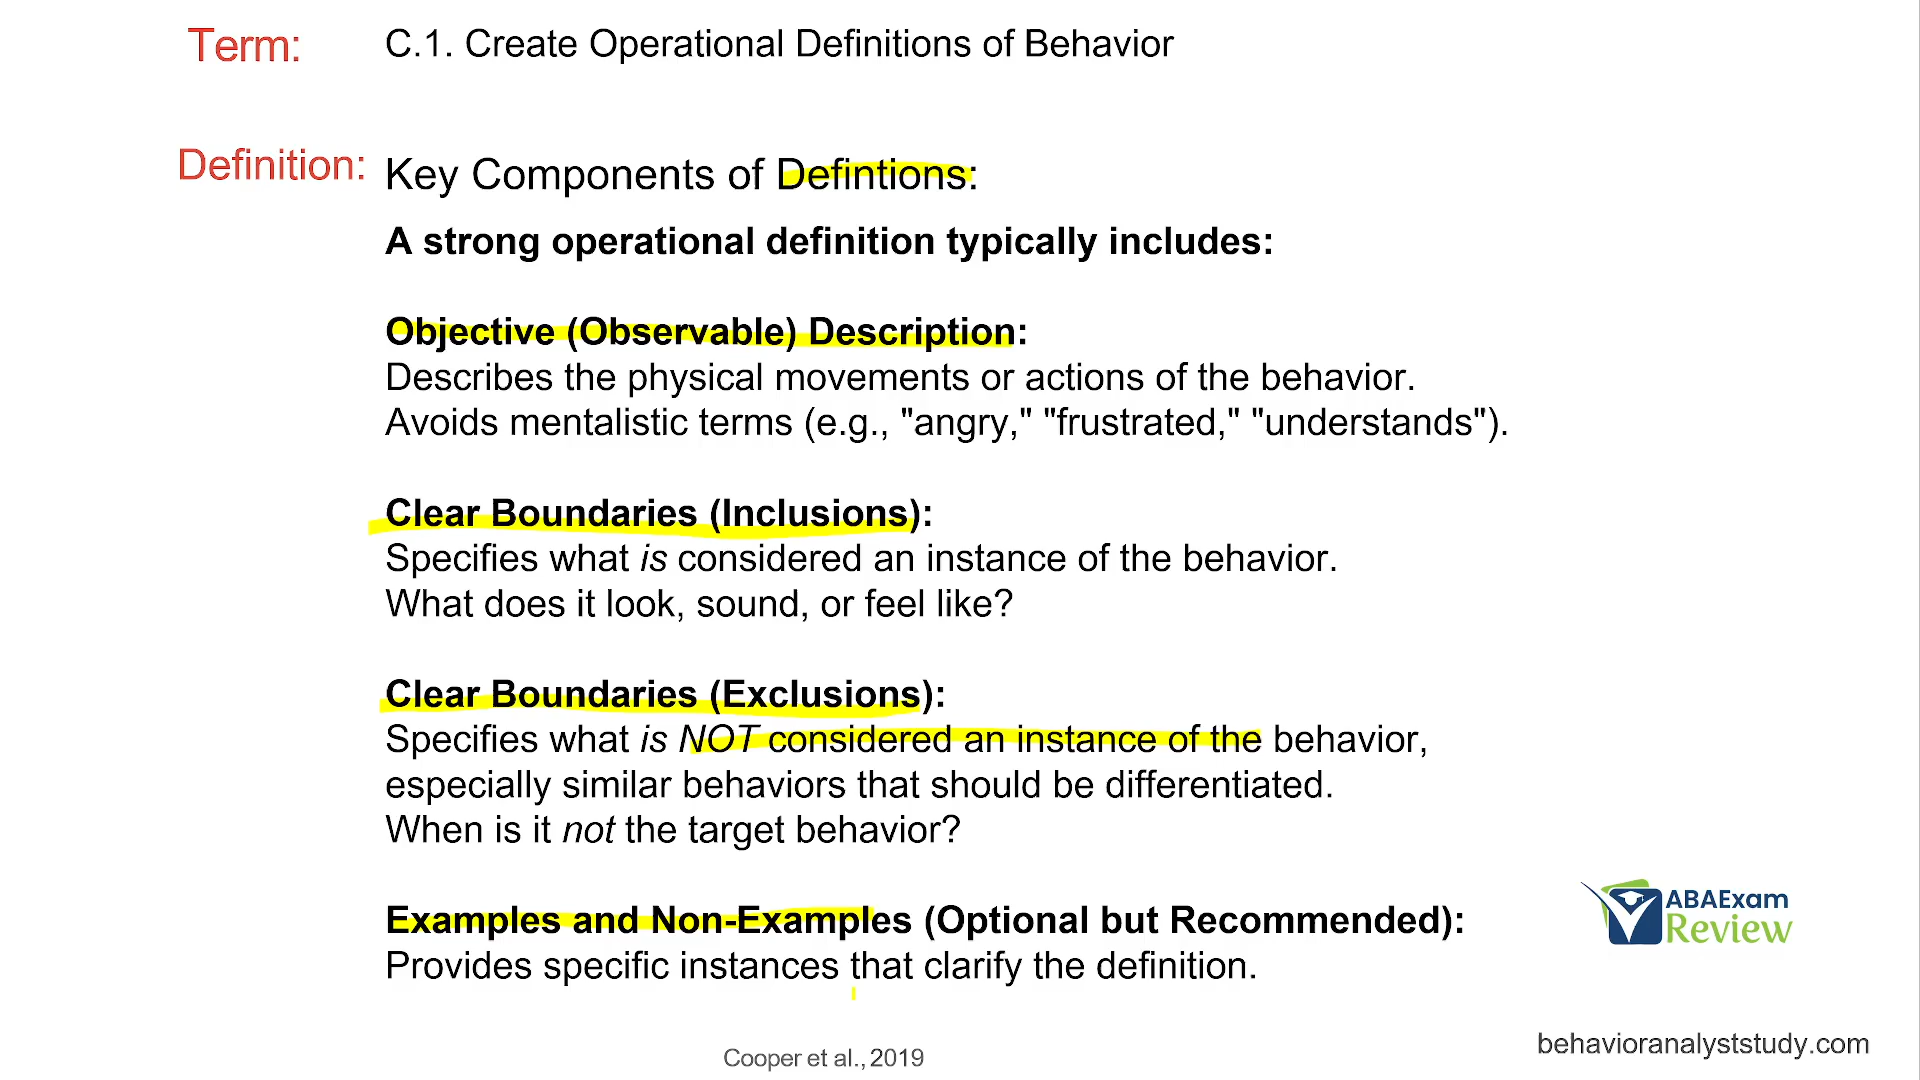 Term: C.1. Create Operational Definitions of Behavior
Definition: Key Components of Defintions:
A strong operational definition typically includes:
Objective (Observable) Description:
Describes the physical movements or actions of the behavior.
Avoids mentalistic terms (e.g., "angry," "frustrated," "understands").
Clear Boundaries (Inclusions):
Specifies what is considered an instance of the behavior.
What does it look, sound, or feel like?
Clear Boundaries (Exclusions):
Specifies what is NOT considered an instance of the behavior,
especially similar behaviors that should be differentiated.
When is it not the target behavior?
Examples and Non-Examples (Optional but Recommended):
Provides specific instances that clarify the definition.
ABAExam
Review
Cooper et al., 2019
behavioranalyststudy.com